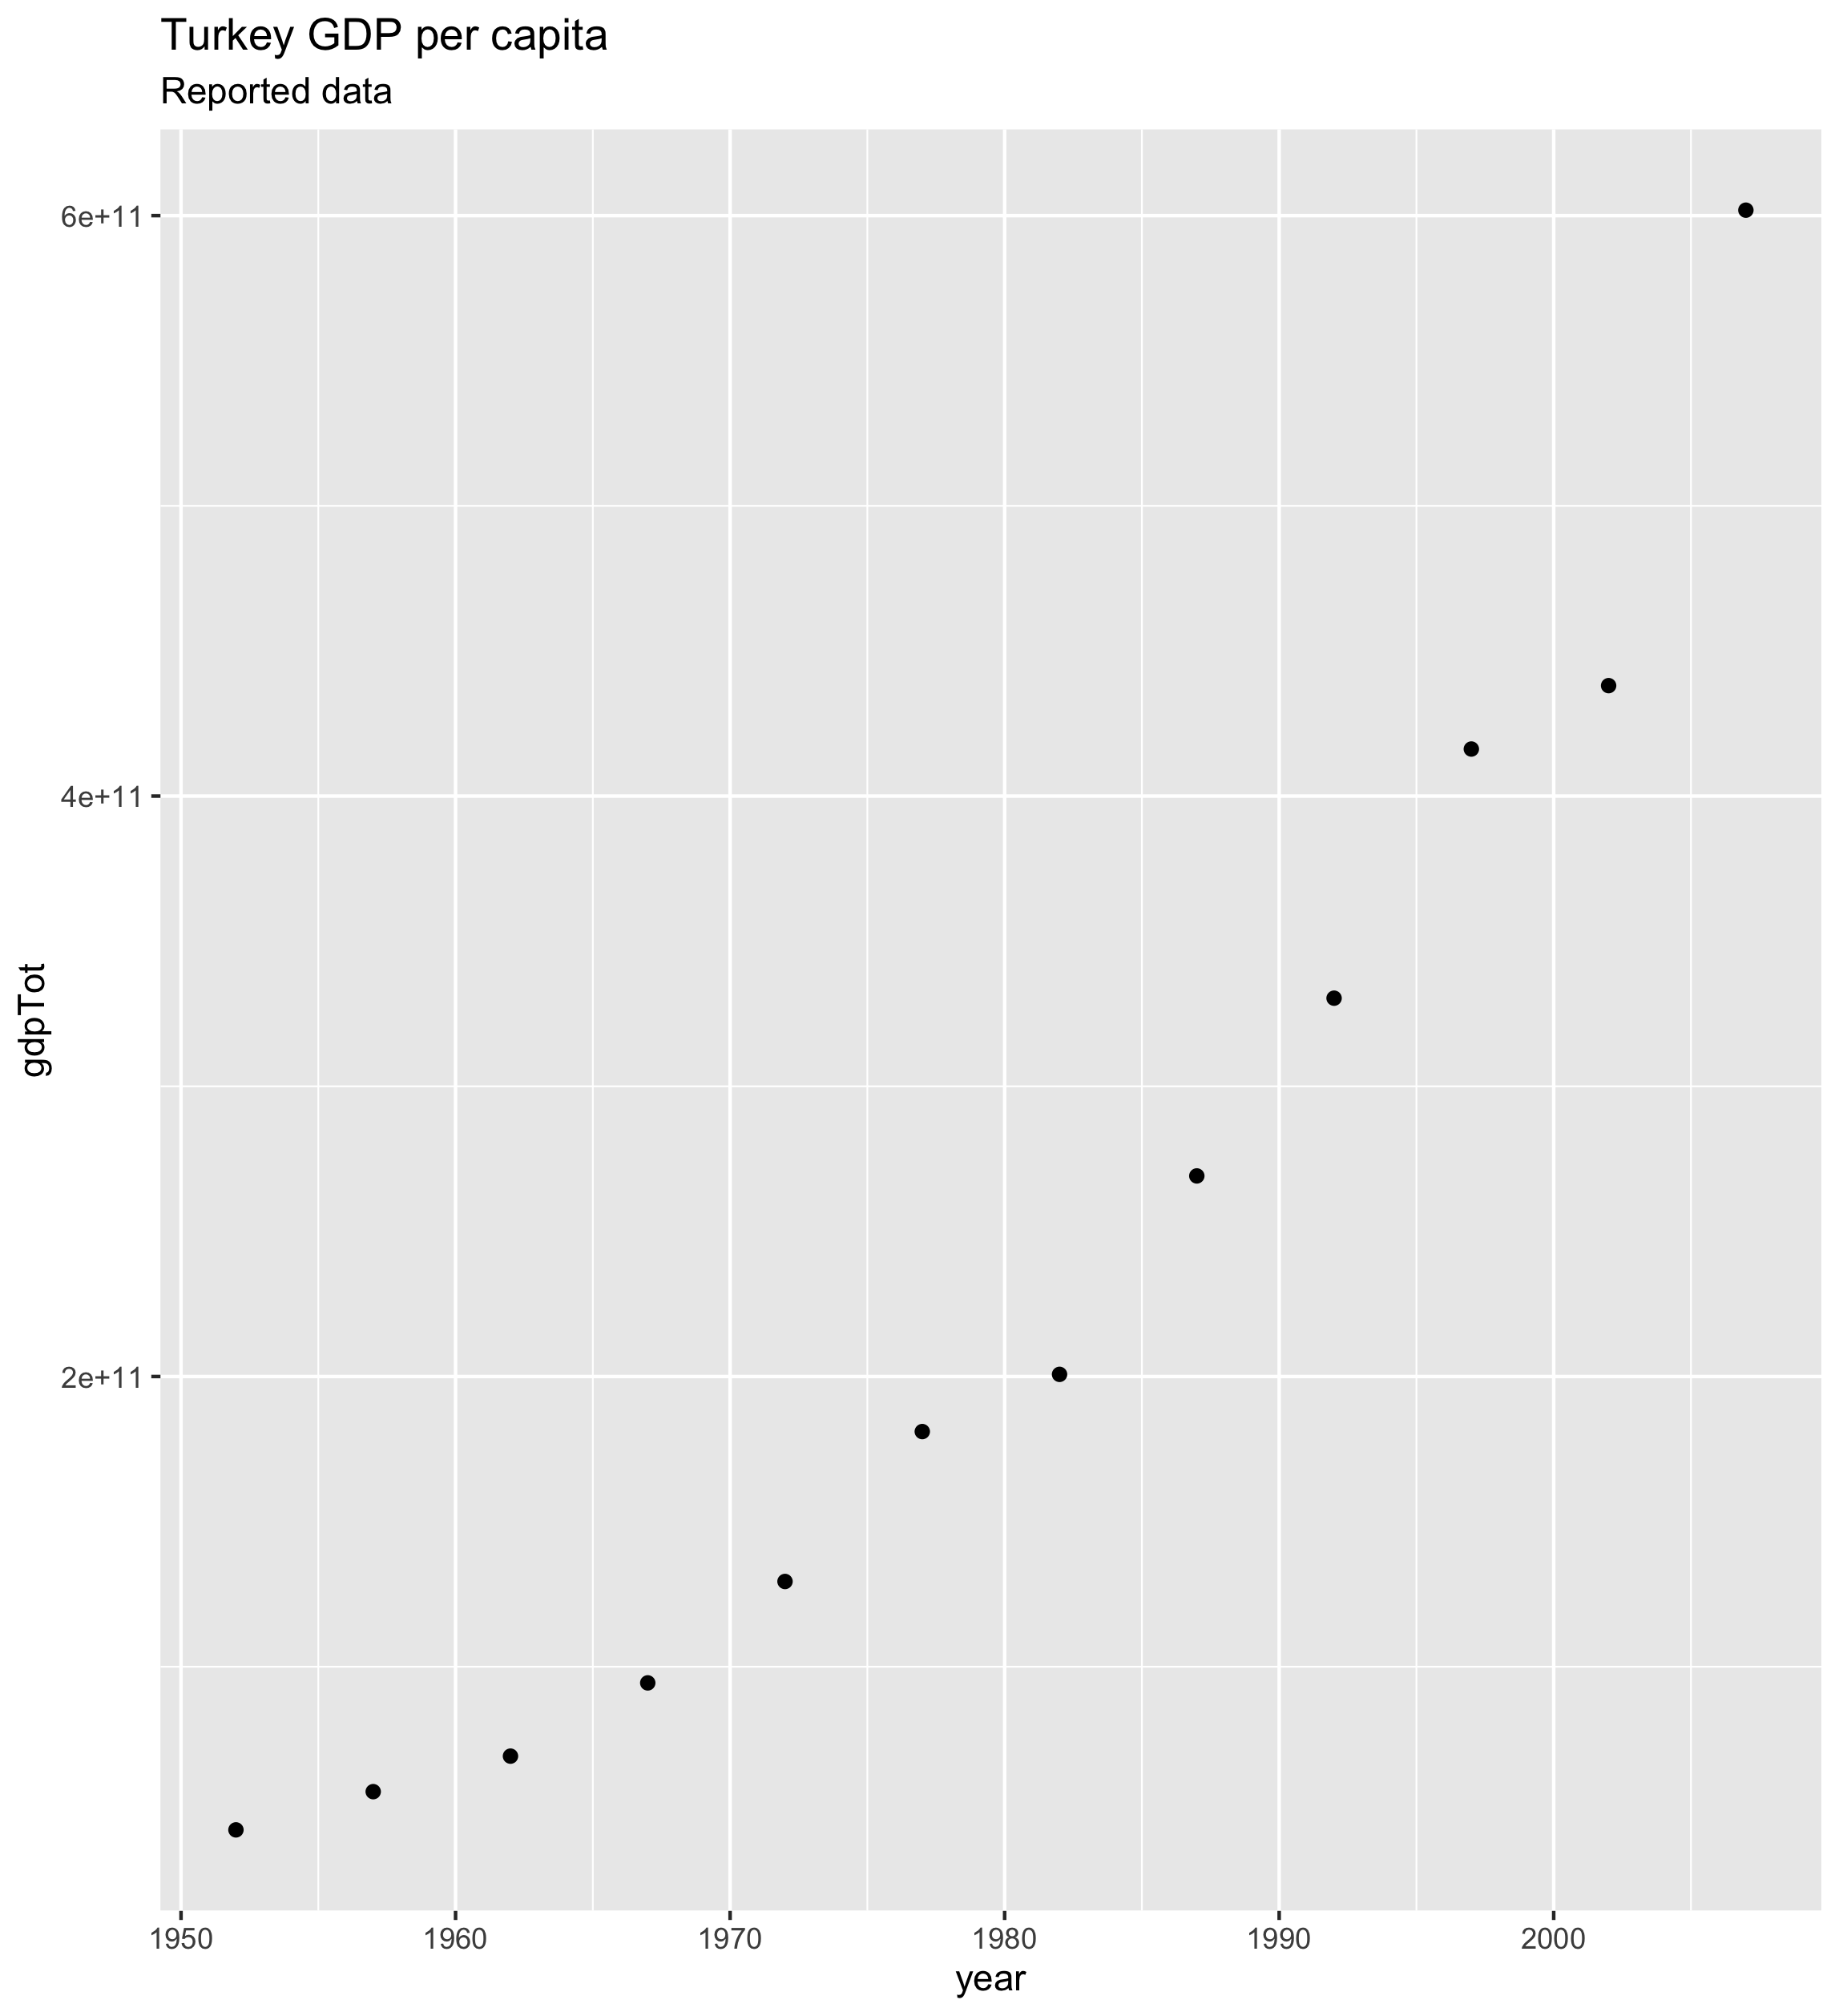 Turkey GDP per capita
Reported data
6e+11
4e+11
2e+11
gdpTot
1950 1960 1970 1980 1990 2000
year